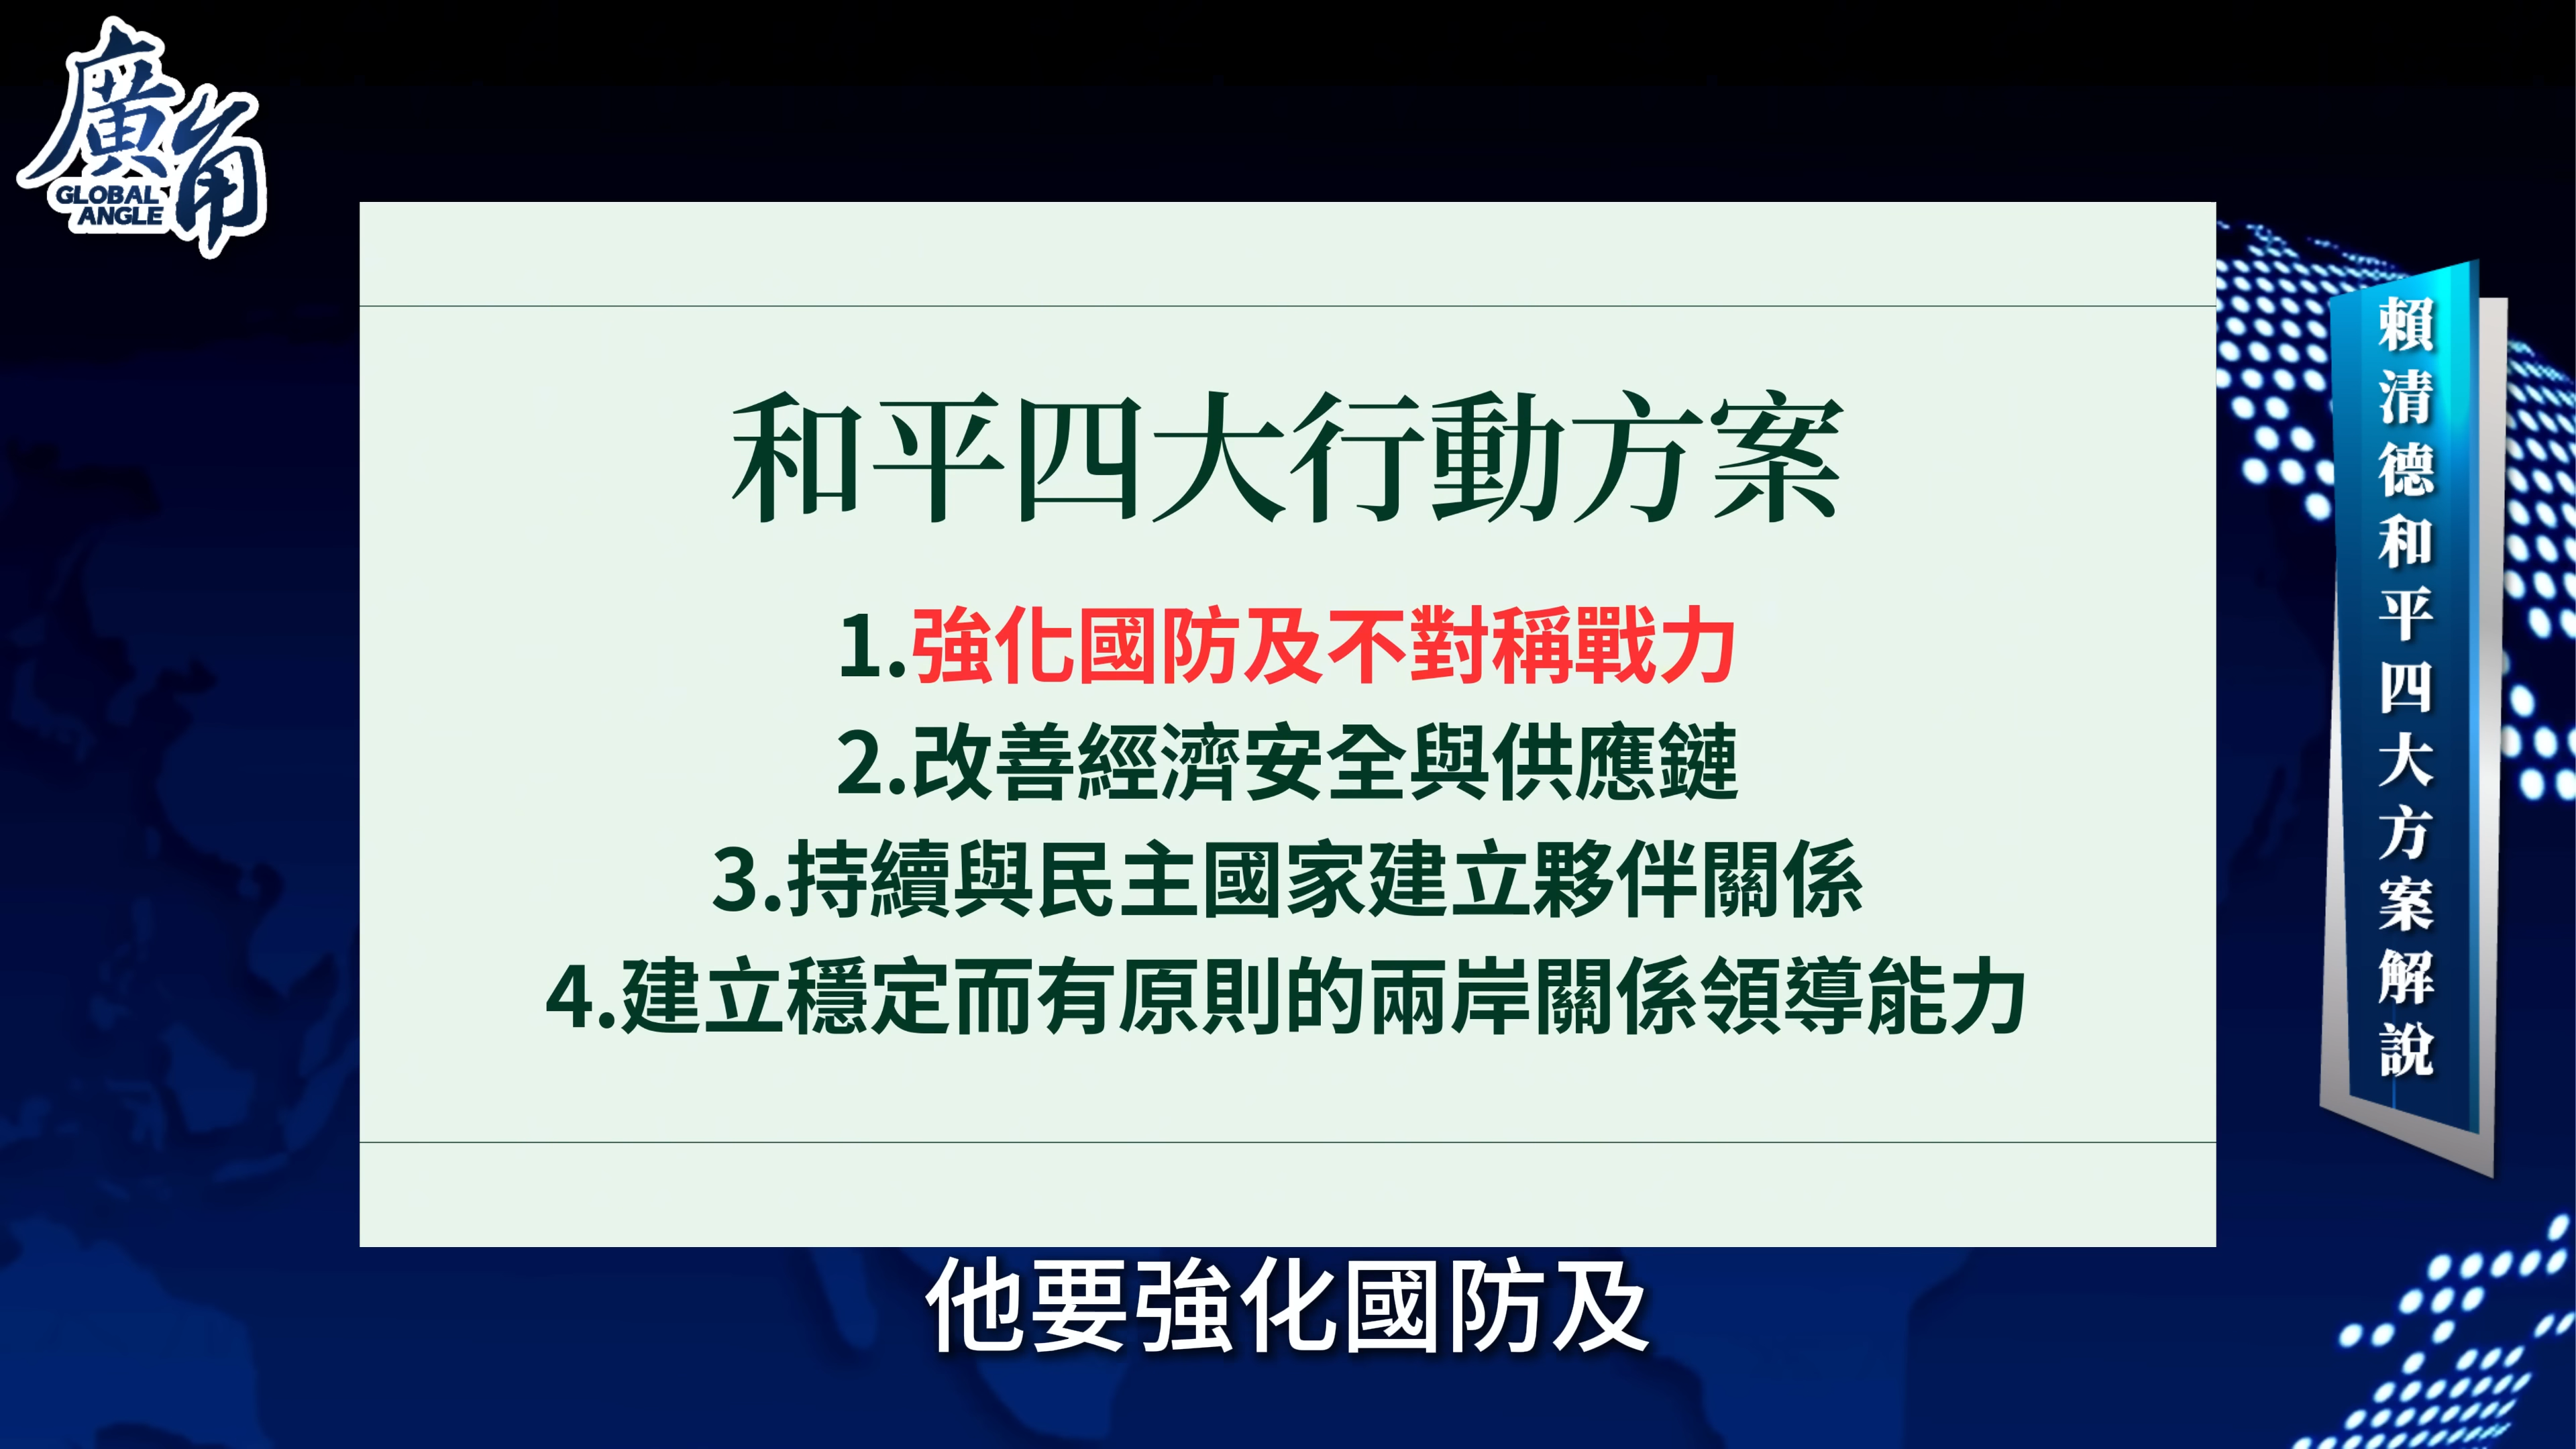 廣角
GLOBAL
ANGLE
和平四大行動方案
1.強化國防及不對稱戰力
2.改善經濟安全與供應鏈
3.持續與民主國家建立夥伴關係
4.建立穩定而有原則的兩岸關係領導能力
賴清德和平四大方案解說
他要強化國防及